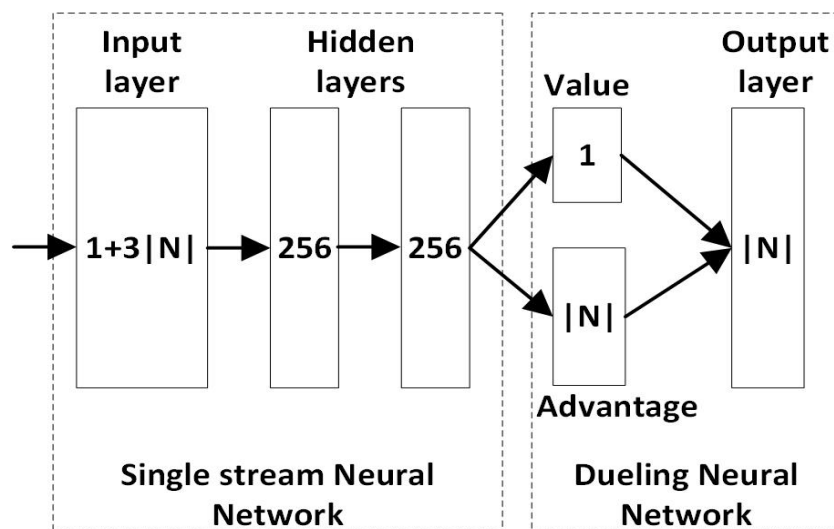 Input
layer
Hidden
layers
Value
Output
layer
1+3|N|
256
256
1
|N|
|N|
Advantage
Single stream Neural
Network
Dueling Neural
Network